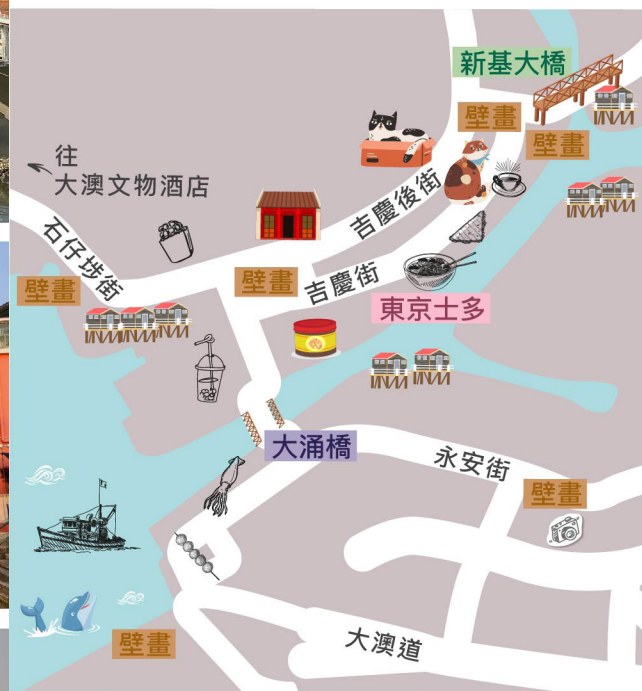 新基大橋
壁畫
壁畫
往
大澳文物酒店
吉慶後街
石仔埗街
壁畫
壁畫
吉慶街
東京士多
大涌橋
永安街
壁畫
壁畫
大澳道